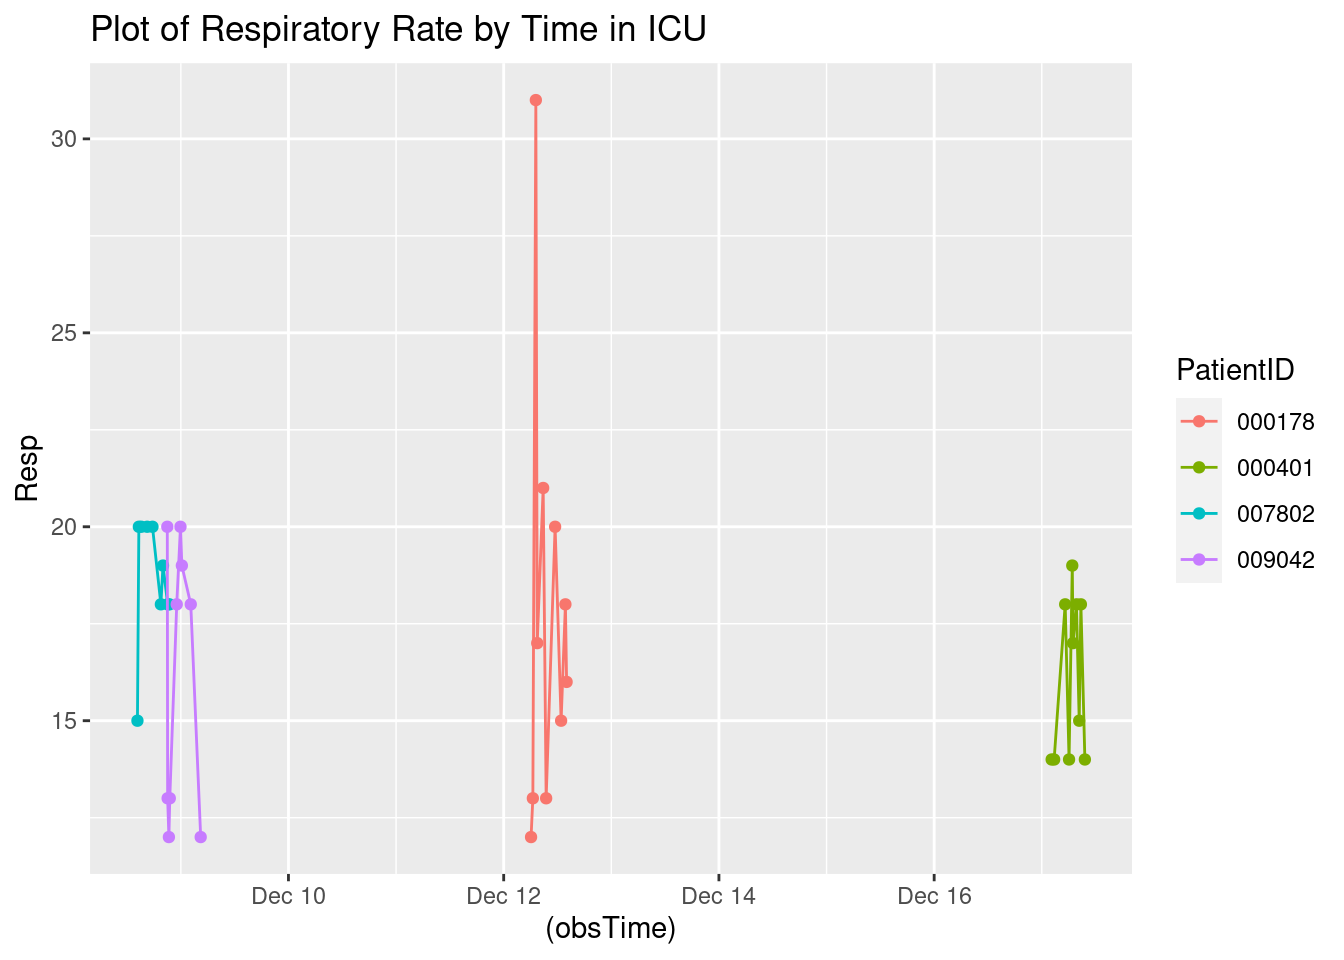 Plot of Respiratory Rate by Time in ICU
30
25
20
15
Resp
Dec 10
Dec 12
Dec 14
Dec 16
(obsTime)
PatientID
000178
000401
007802
009042